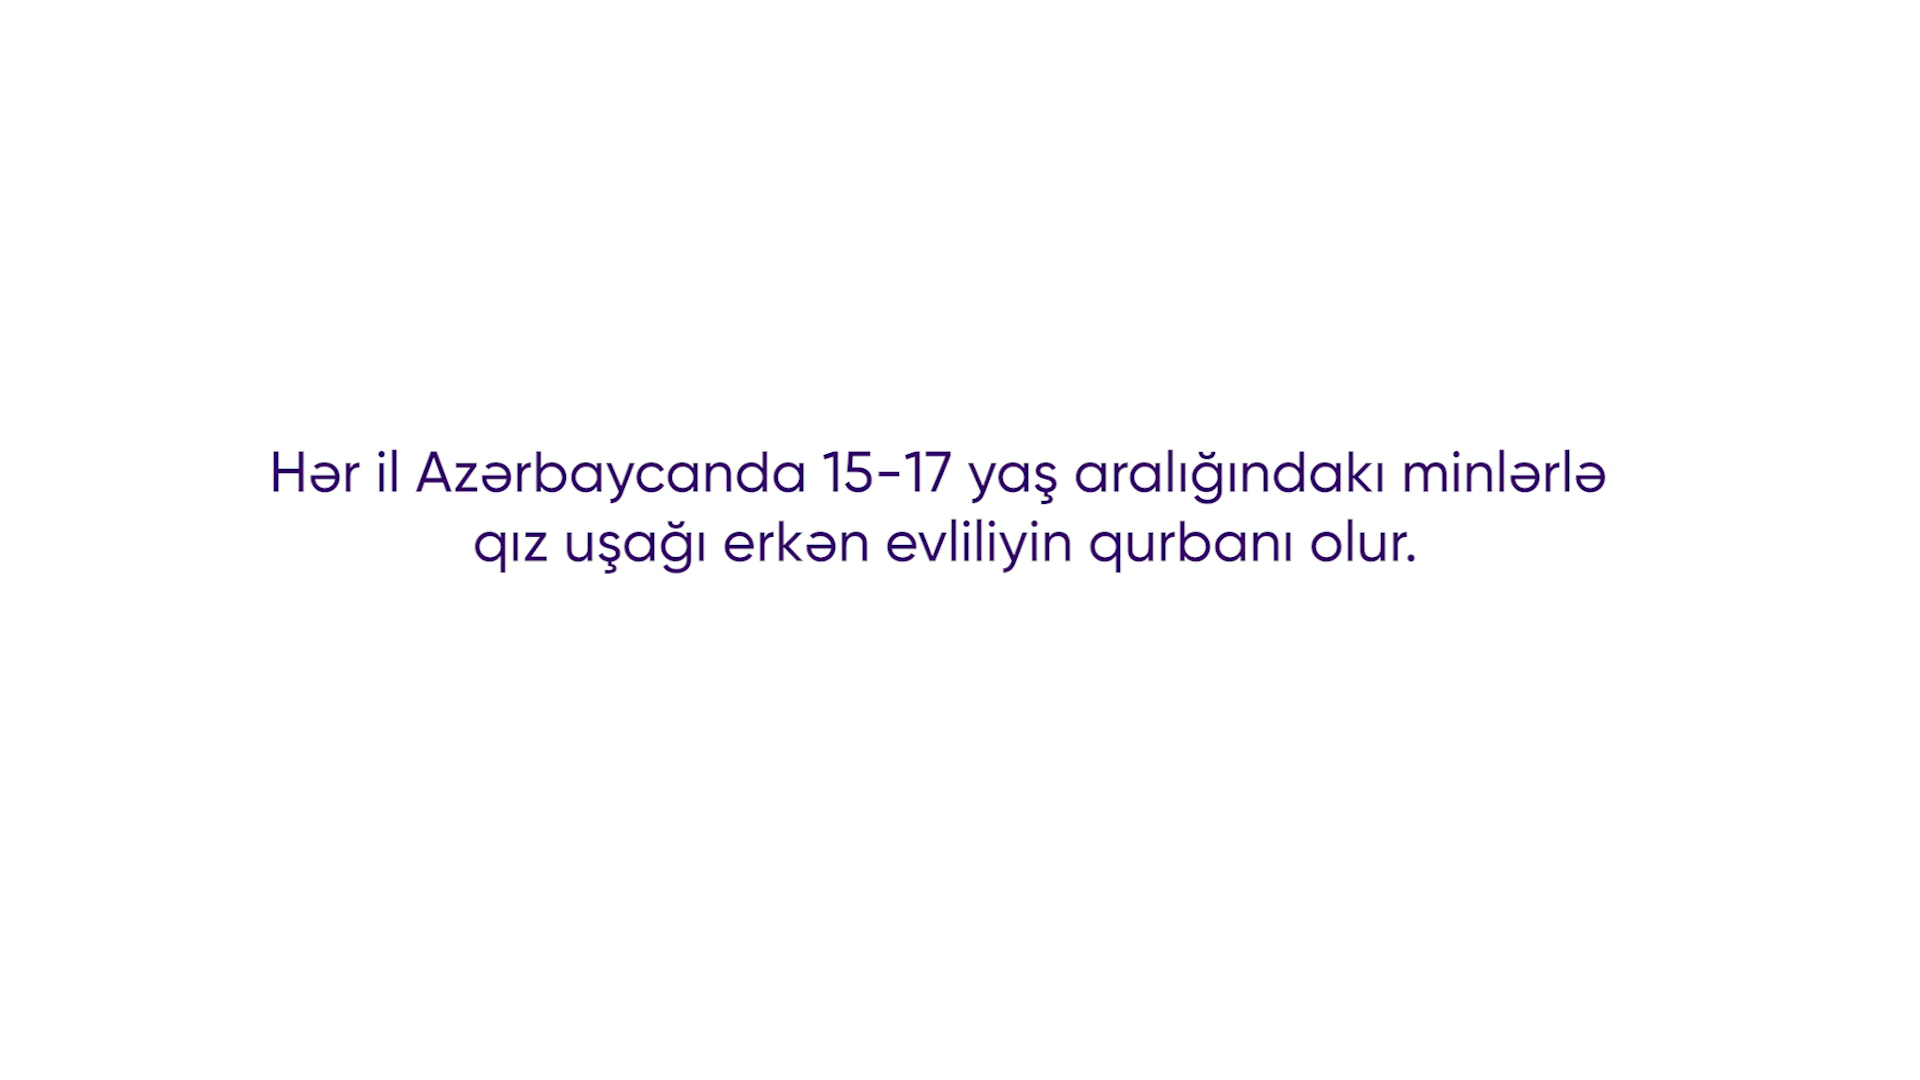 Hər il Azərbaycanda 15-17 yaş aralığındakı minlərlə
qız uşağı erkən evliliyin qurbanı olur.